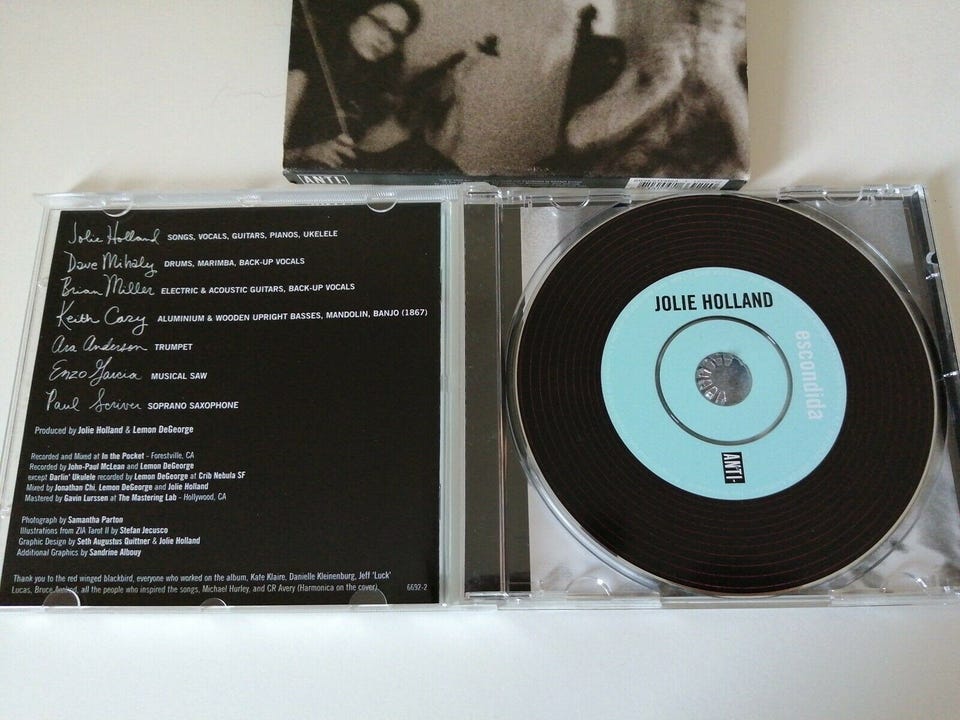 ANTI-
Jolie Holland SONGS, VOCALS, GUITARS, PIANOS, UKELELE
Dave Mihaly DRUMS, MARIMBA, BACK-UP VOCALS
Brian Miller ELECTRIC & ACOUSTIC GUITARS, BACK-UP VOCALS
Keith Cary ALUMINIUM & WOODEN UPRIGHT BASSES, MANDOLIN, BANJO (1867)
Ara Anderson TRUMPET
Enzo Garcia MUSICAL SAW
Paul Scriver SOPRANO SAXOPHONE
Produced by Jolie Holland & Lemon DeGeorge
Recorded and Mixed at In the Pocket - Forestville, CA
Recorded by John-Paul McLean and Lemon DeGeorge
except Darlin' Ukulele recorded by Lemon DeGeorge at Crib Nebula SF
Mixed by Jonathan Chi, Lemon DeGeorge and Jolie Holland
Mastered by Gavin Lurssen at The Mastering Lab - Hollywood, CA
Photograph by Samantha Parton
Illustrations from ZIA Tarot II by Stefan Jecusco
Graphic Design by Seth Augustus Quittner & Jolie Holland
Additional Graphics by Sandrine Albouy
Thank you to the red winged blackbird, everyone who worked on the album, Kate Klaire, Danielle Kleinenburg, Jeff 'Luck'
Lucas, Bruce all the people who inspired the songs, Michael Hurley, and CR Avery (Harmonica on the cover).
6692-2
JOLIE HOLLAND
escondida
ANTI-